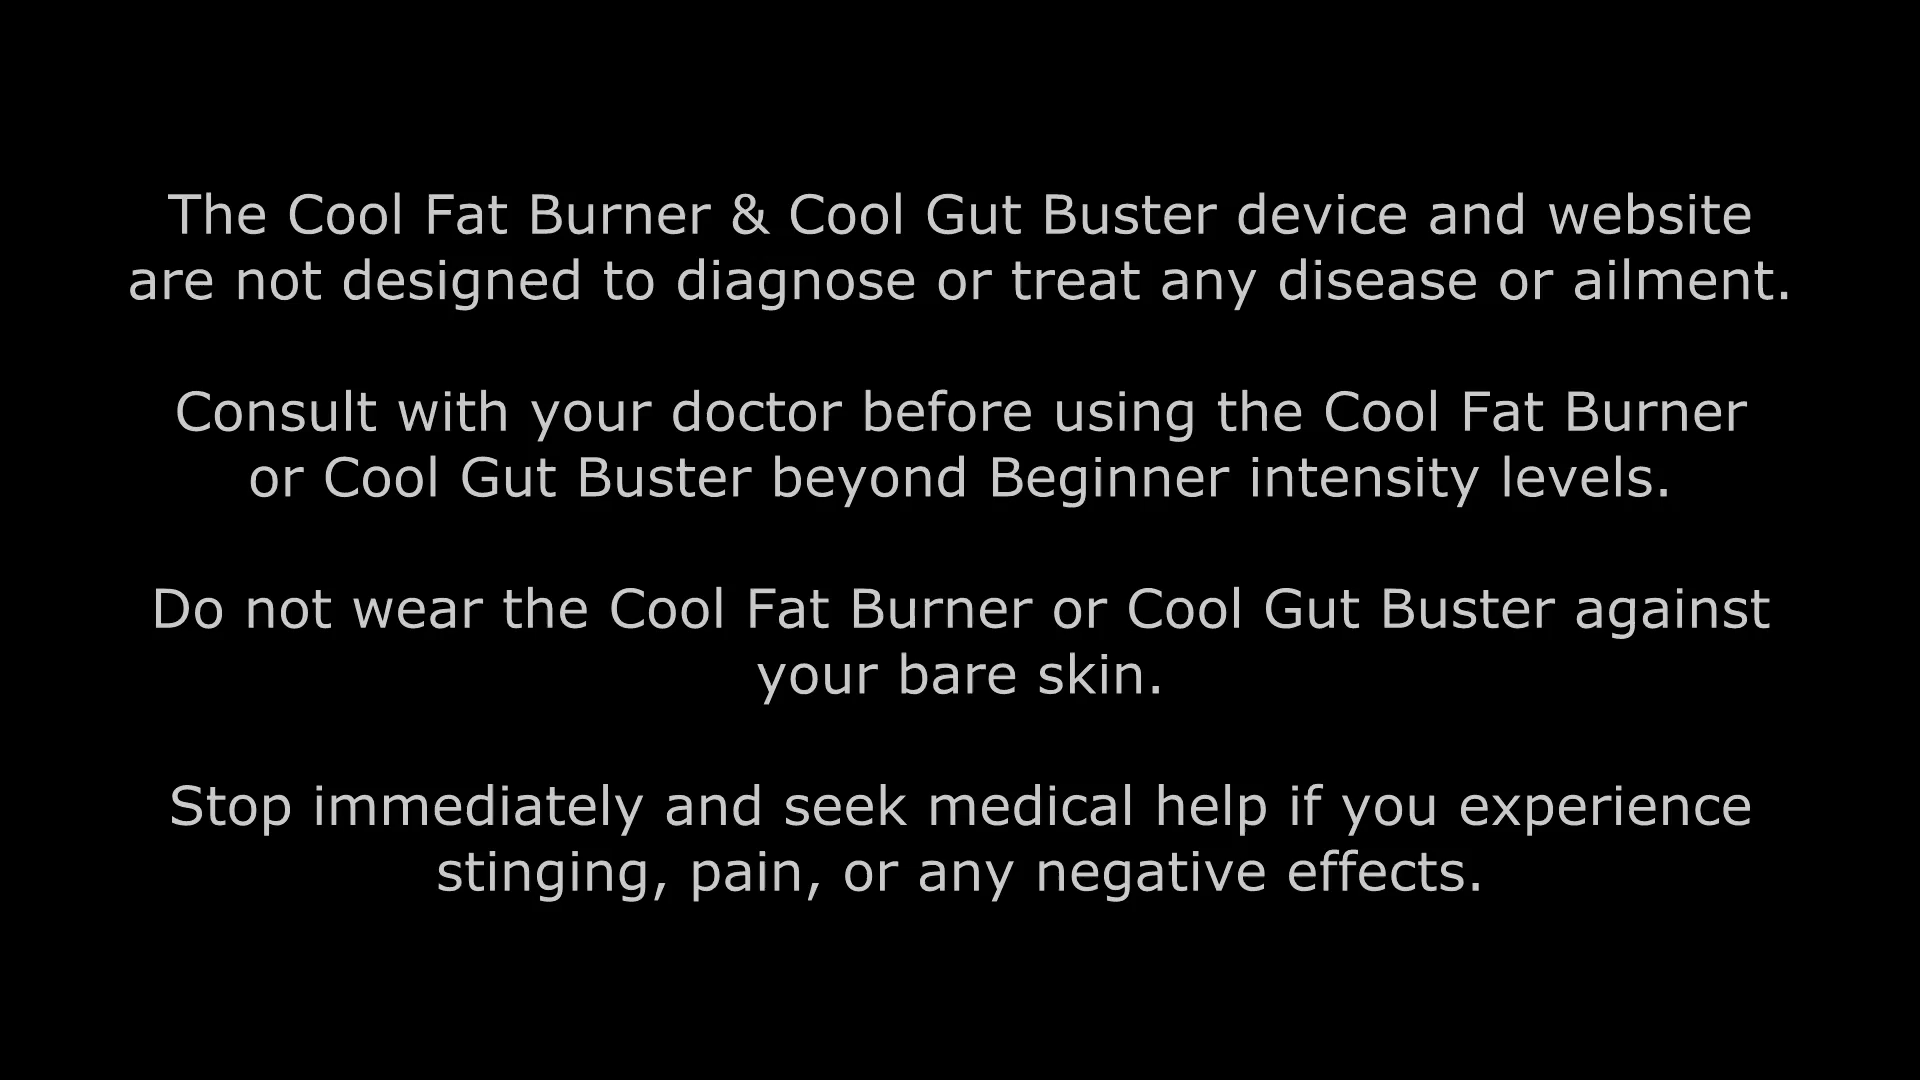 The Cool Fat Burner & Cool Gut Buster device and website
are not designed to diagnose or treat any disease or ailment.
Consult with your doctor before using the Cool Fat Burner
or Cool Gut Buster beyond Beginner intensity levels.
Do not wear the Cool Fat Burner or Cool Gut Buster against
your bare skin.
Stop immediately and seek medical help if you experience
stinging, pain, or any negative effects.